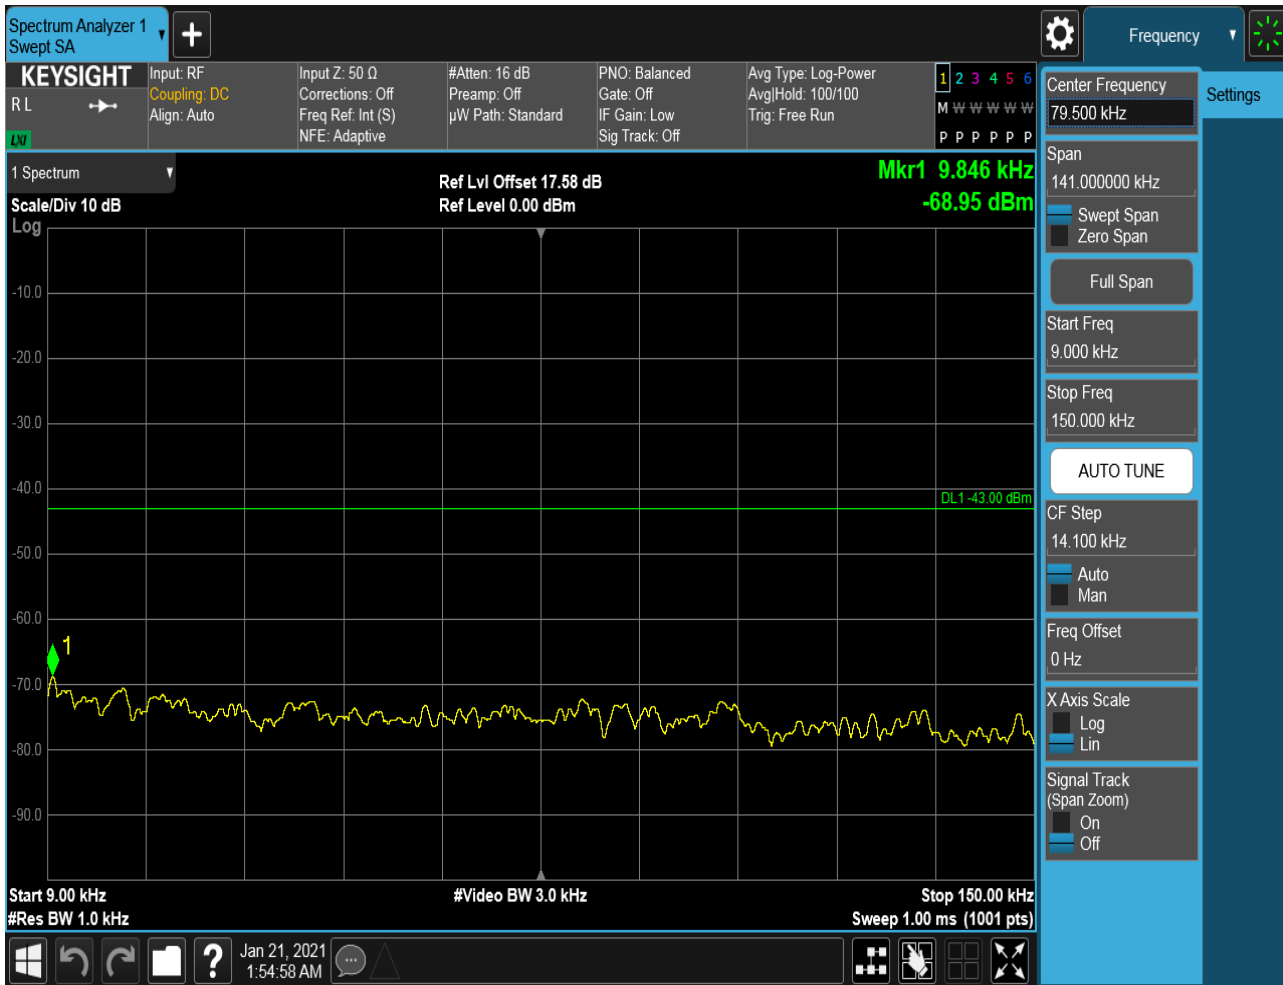 Spectrum Analyzer 1
Swept SA
+
Frequency
KEYSIGHT
R L
LXI
Input: RF
Coupling: DC
Align: Auto
Input Z: 50 Ω
Corrections: Off
Freq Ref: Int (S)
NFE: Adaptive
#Atten: 16 dB
Preamp: Off
µW Path: Standard
PNO: Balanced
Gate: Off
IF Gain: Low
Sig Track: Off
Avg Type: Log-Power
Avg|Hold: 100/100
Trig: Free Run
1 2 3 4 5 6
M W W W W W
P P P P P P
1 Spectrum
Scale/Div 10 dB
Log
Ref Lvl Offset 17.58 dB
Ref Level 0.00 dBm
Mkr1 9.846 kHz
-68.95 dBm
-10.0
-20.0
-30.0
-40.0
DL1 -43.00 dBm
-50.0
-60.0
1
-70.0
-80.0
-90.0
Start 9.00 kHz
#Res BW 1.0 kHz
#Video BW 3.0 kHz
Stop 150.00 kHz
Sweep 1.00 ms (1001 pts)
Center Frequency
79.500 kHz
Settings
Span
141.000000 kHz
Swept Span
Zero Span
Full Span
Start Freq
9.000 kHz
Stop Freq
150.000 kHz
AUTO TUNE
CF Step
14.100 kHz
Auto
Man
Freq Offset
0 Hz
X Axis Scale
Log
Lin
Signal Track
(Span Zoom)
On
Off
?
Jan 21, 2021
1:54:58 AM